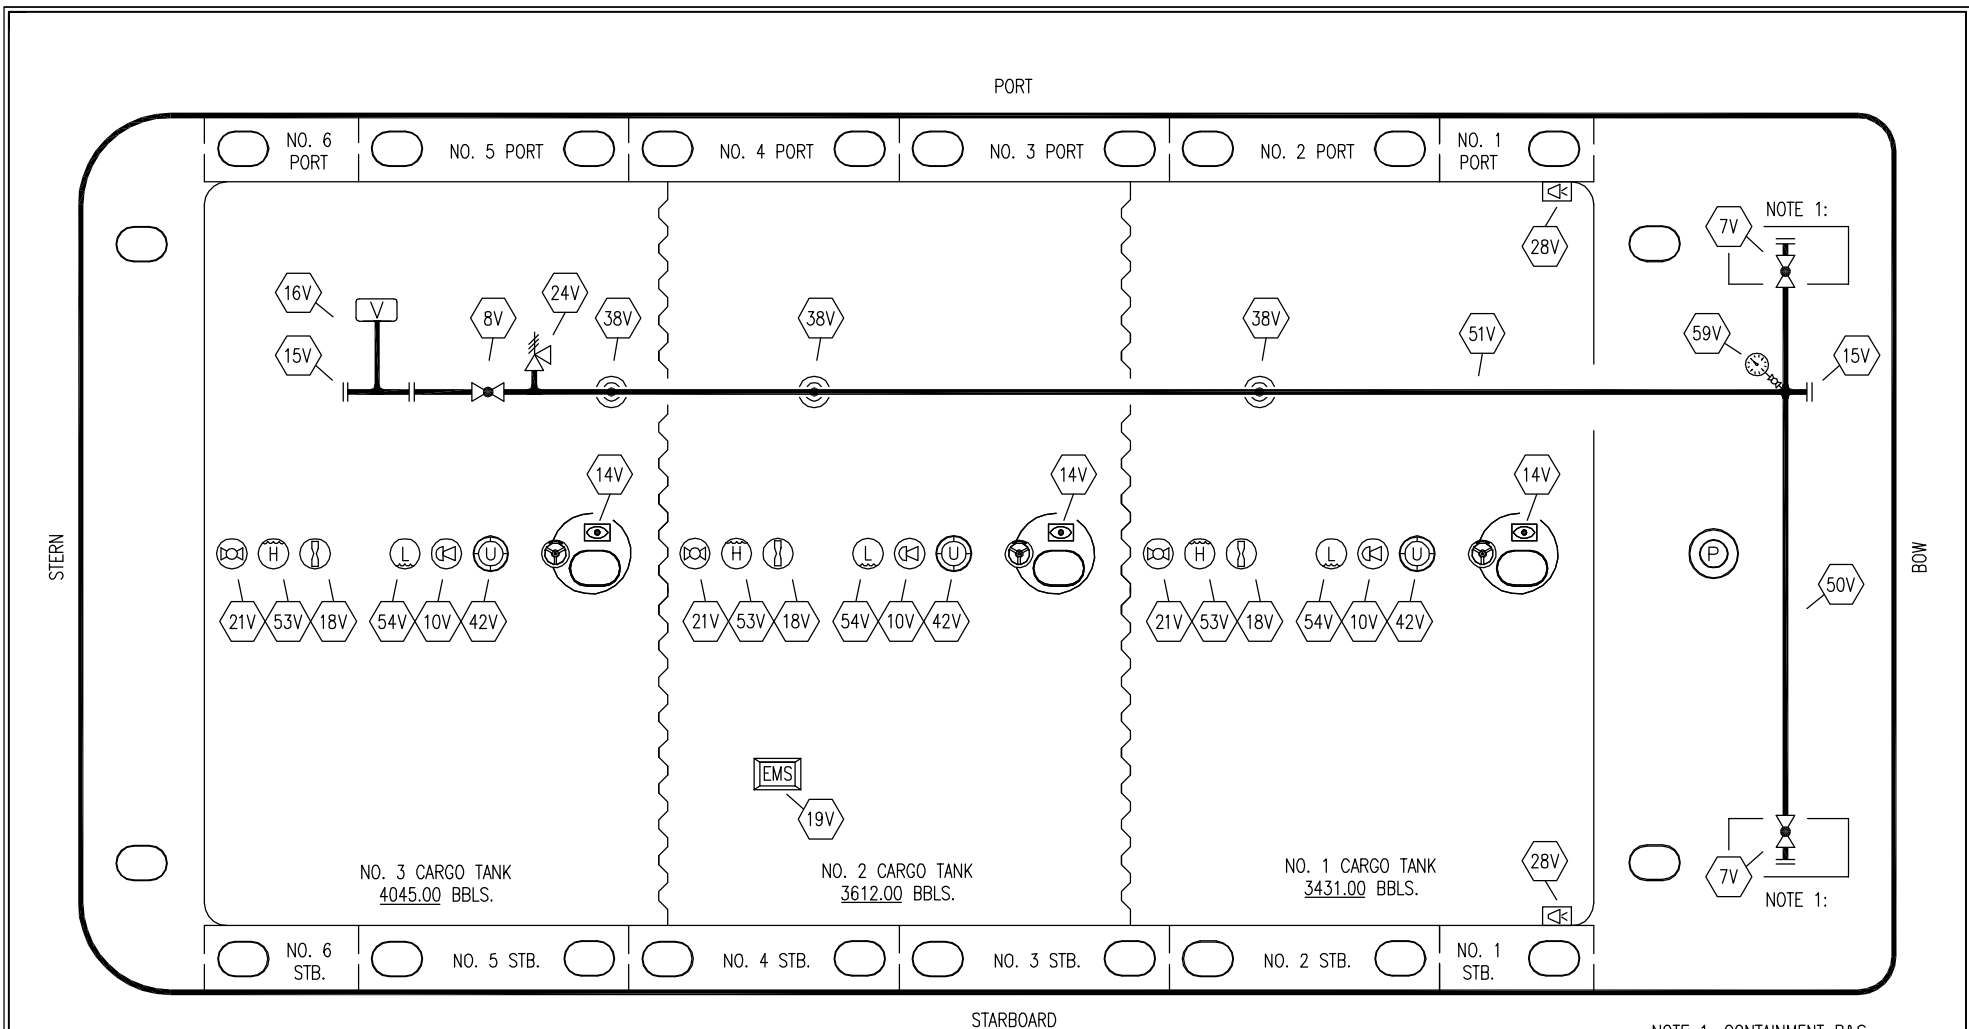 PORT
NO. 6
PORT
NO. 5 PORT
NO. 4 PORT
NO. 3 PORT
NO. 2 PORT
NO. 1
PORT
NOTE 1:
7V
28V
16V
V
8V
24V
38V
38V
38V
51V
59V
15V
15V
14V
14V
14V
STERN
H
L
U
H
L
U
H
L
U
P
BOW
21V
53V
18V
54V
10V
42V
21V
53V
18V
54V
10V
42V
21V
53V
18V
54V
10V
42V
50V
EMS
19V
NO. 3 CARGO TANK
4045.00 BBLS.
NO. 2 CARGO TANK
3612.00 BBLS.
NO. 1 CARGO TANK
3431.00 BBLS.
28V
7V
NOTE 1:
NO. 6
STB.
NO. 5 STB.
NO. 4 STB.
NO. 3 STB.
NO. 2 STB.
NO. 1
STB.
STARBOARD
NOTE 1. CONTAINMENT